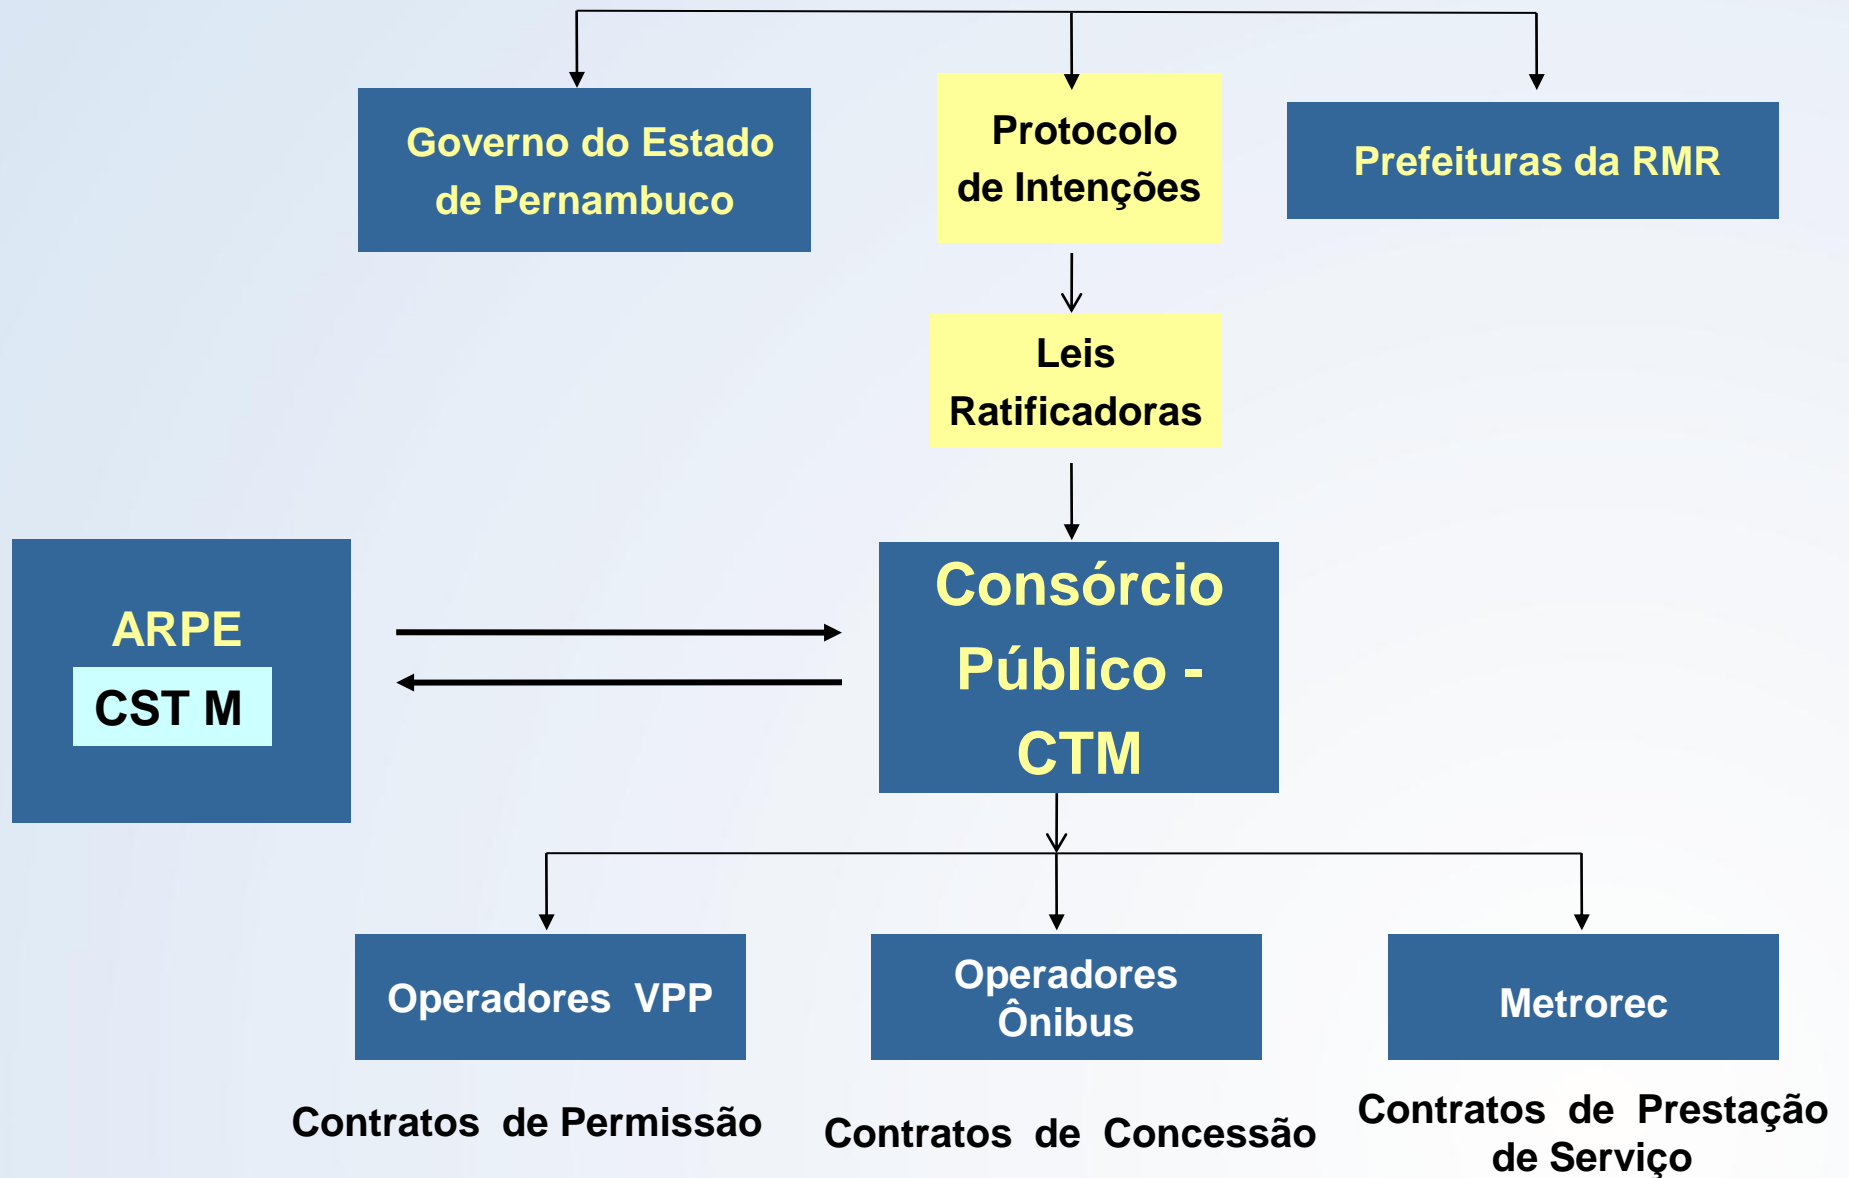 Governo do Estado
de Pernambuco
Protocolo
de Intenções
Prefeituras da RMR
Leis
Ratificadoras
ARPE
CST M
Consórcio
Público -
CTM
Operadores VPP
Operadores
Ônibus
Metrorec
Contratos de Permissão
Contratos de Concessão
Contratos de Prestação
de Serviço